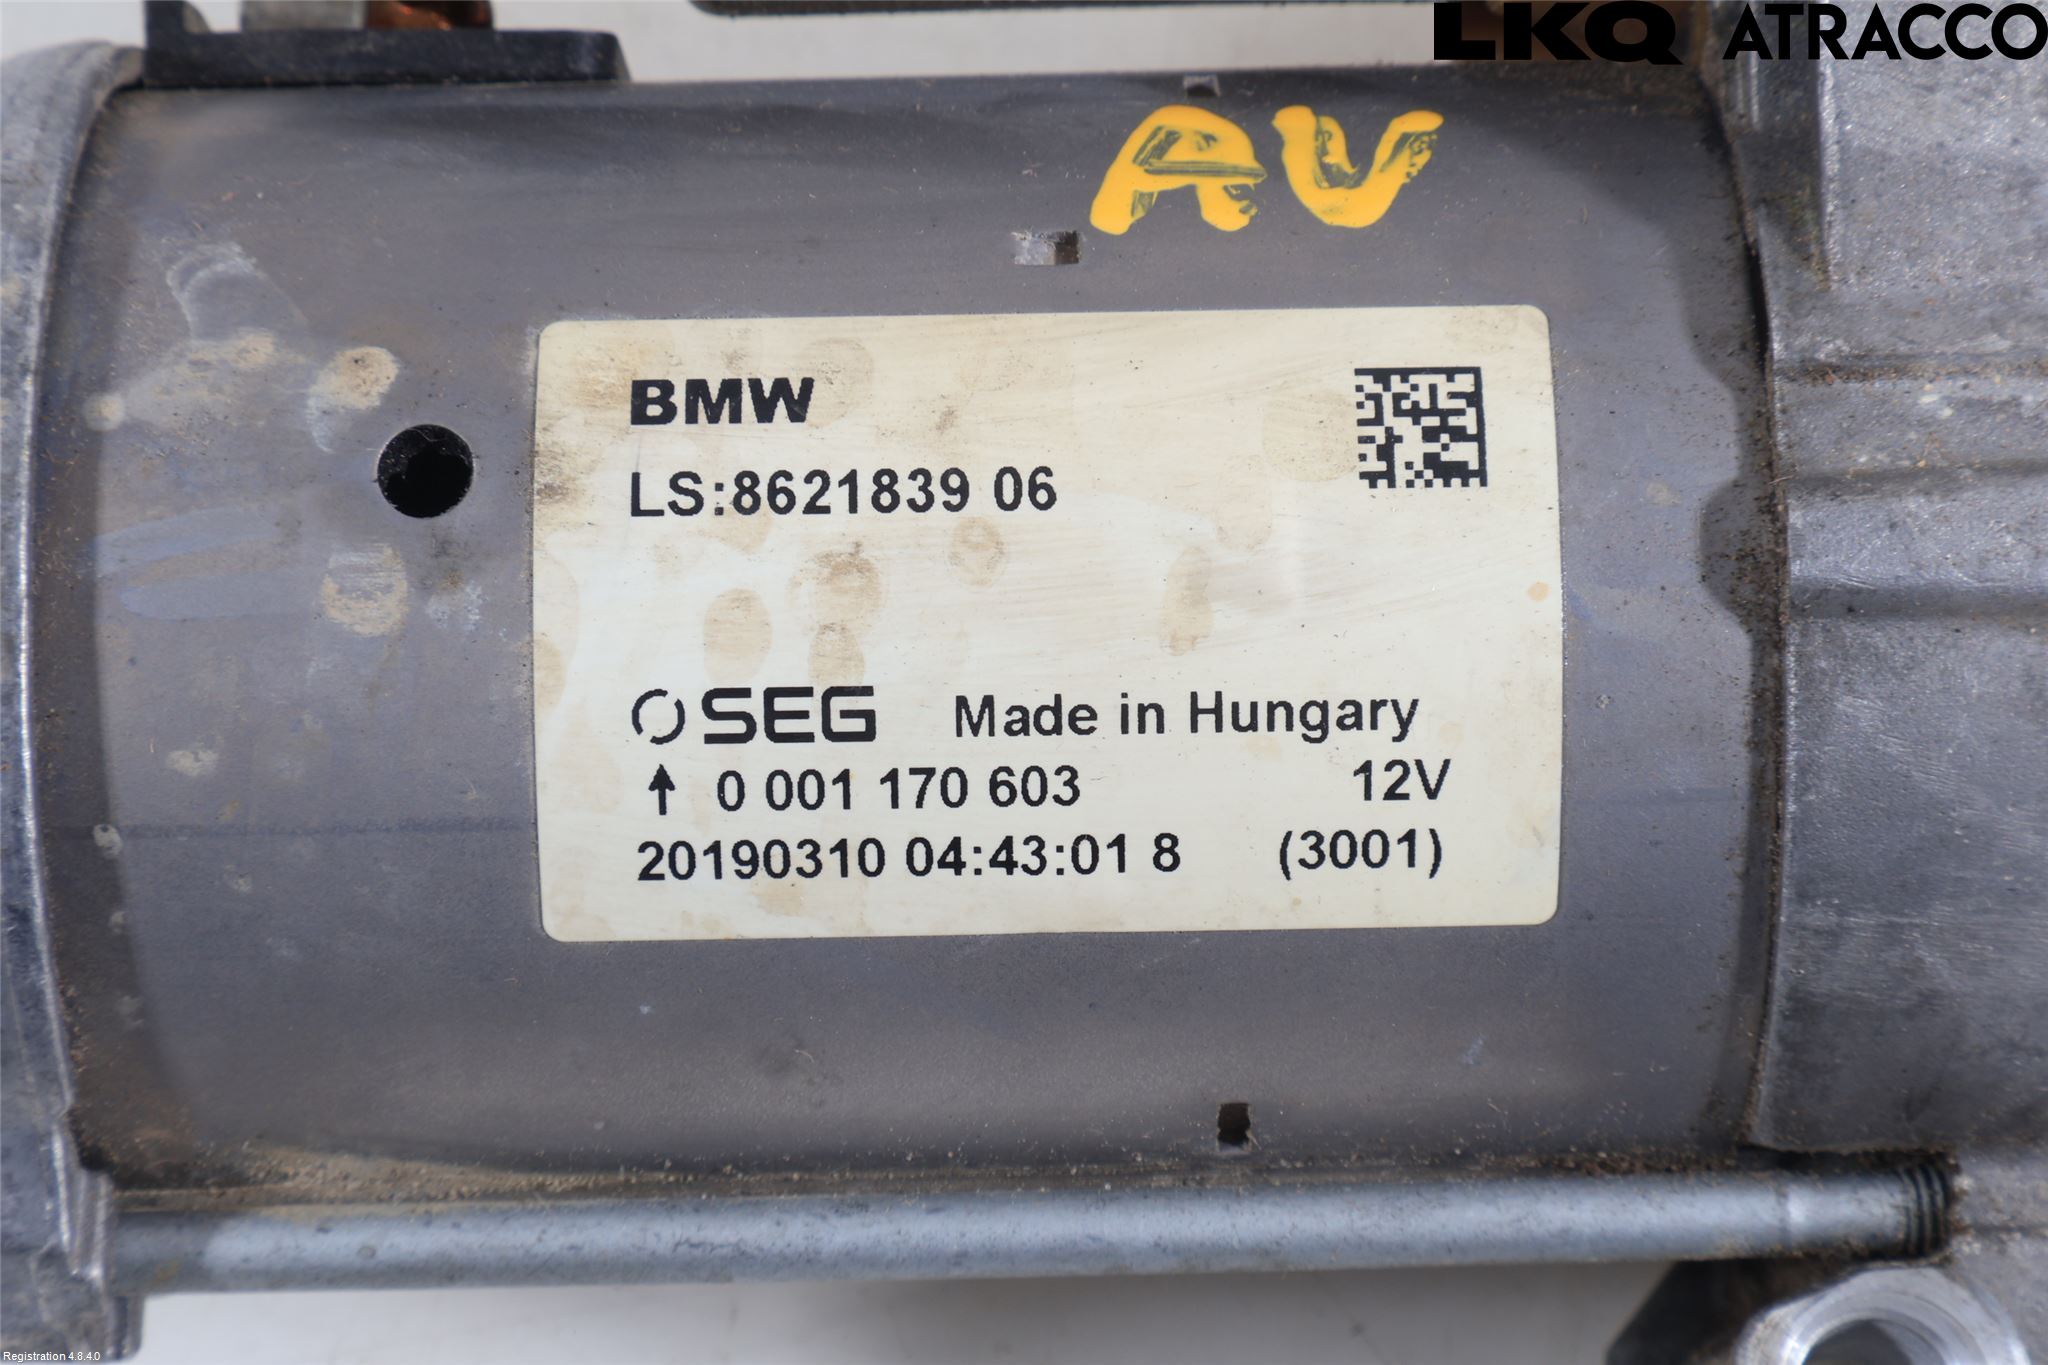 LKQ ATRACCO
AV
BMW
LS:8621839 06
SEG Made in Hungary
↑ 0 001 170 603 12V
20190310 04:43:01 8 (3001)
Registration 4.8.4.0